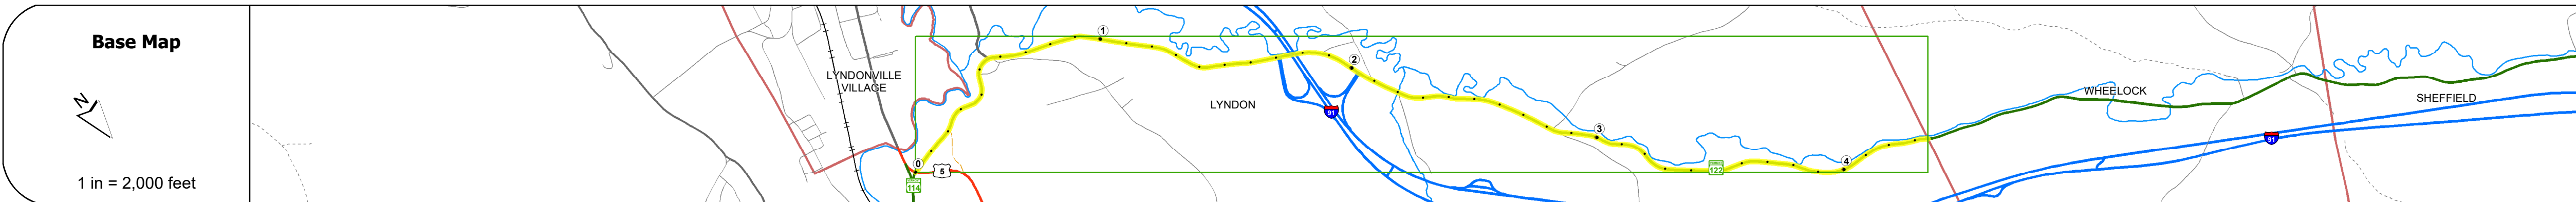 Base Map
N
1 in = 2,000 feet
LYNDONVILLE
VILLAGE
0
114
5
1
LYNDON
91
2
3
122
4
WHEELOCK
91
SHEFFIELD